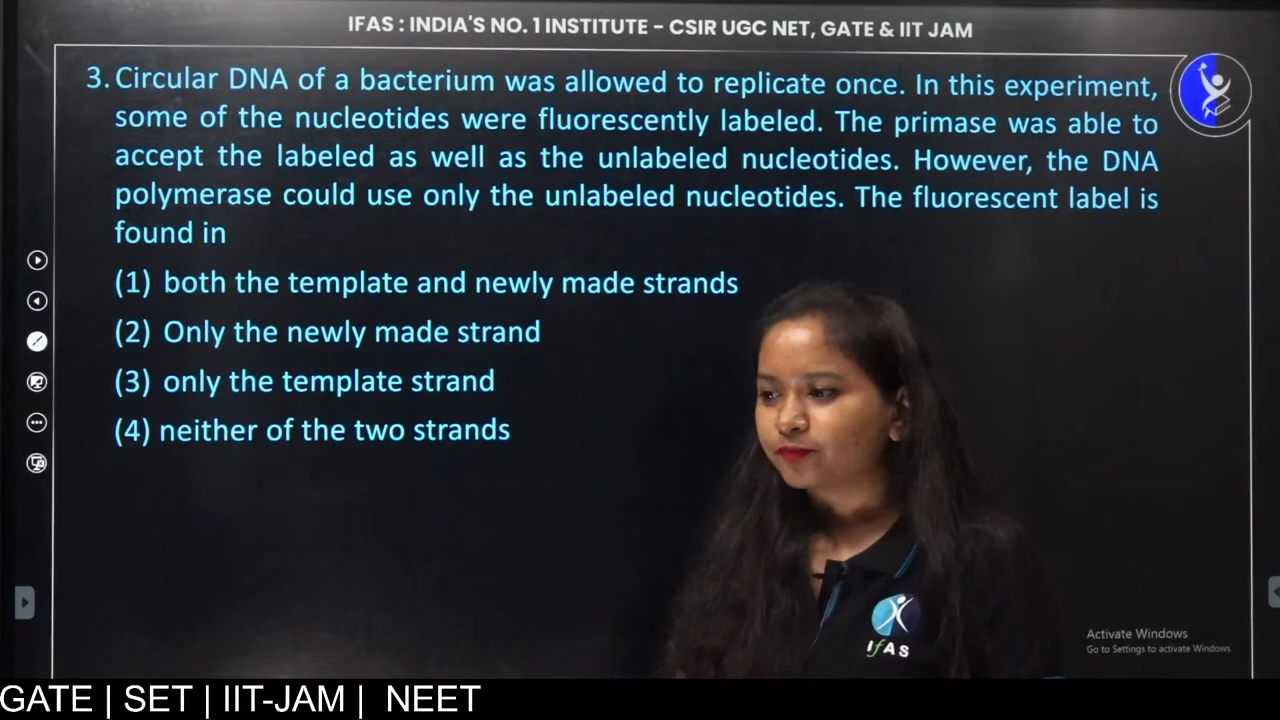 IFAS : INDIA'S NO. 1 INSTITUTE – CSIR UGC NET, GATE & IIT JAM
3. Circular DNA of a bacterium was allowed to replicate once. In this experiment,
some of the nucleotides were fluorescently labeled. The primase was able to
accept the labeled as well as the unlabeled nucleotides. However, the DNA
polymerase could use only the unlabeled nucleotides. The fluorescent label is
found in
(1) both the template and newly made strands
(2) Only the newly made strand
(3) only the template strand
(4) neither of the two strands
IFAS
Activate Windows
Go to Settings to activate Windows.
GATE | SET | IIT-JAM | NEET